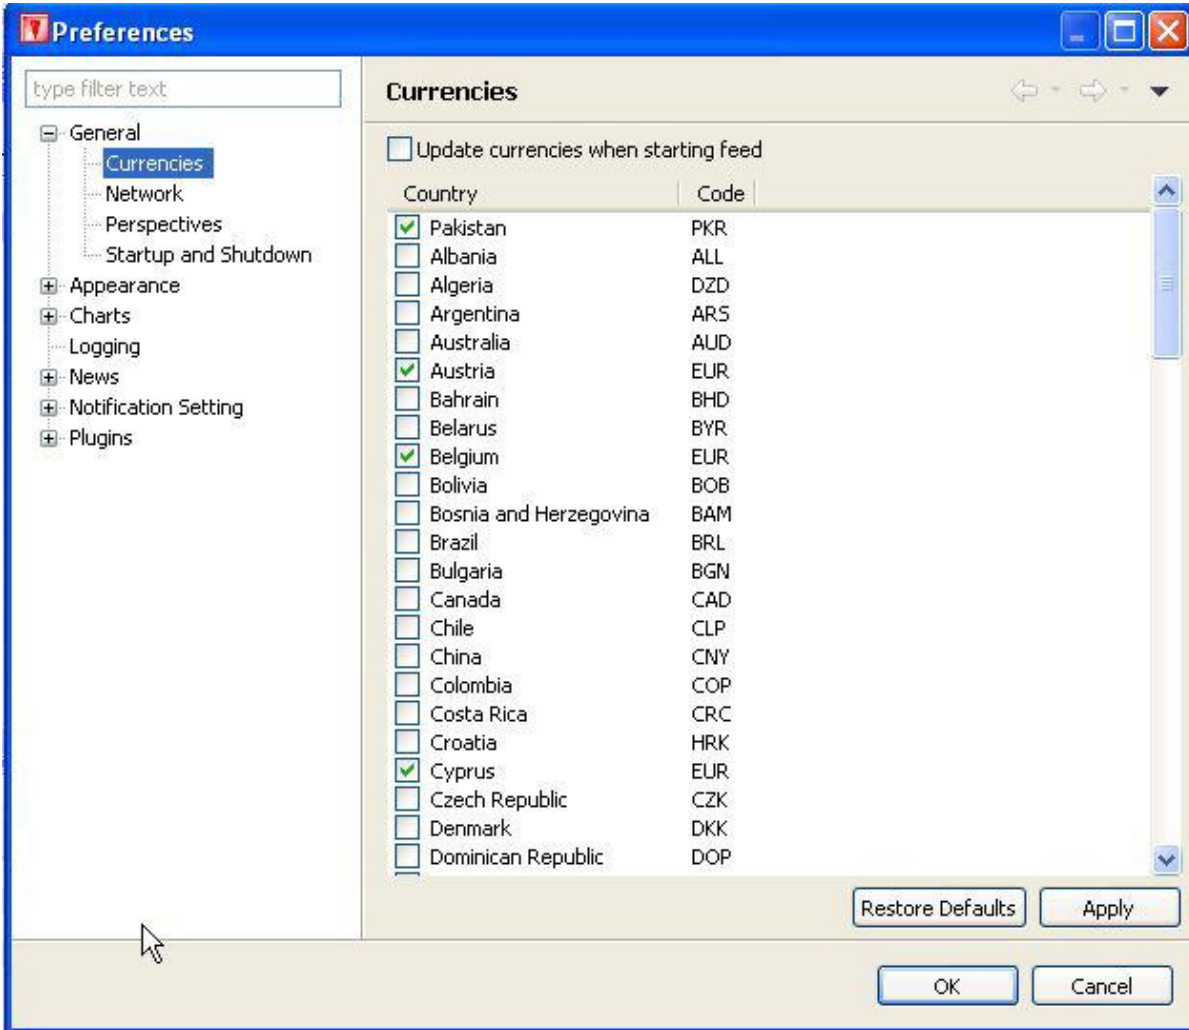 Preferences
type filter text
General
Currencies
Network
Perspectives
Startup and Shutdown
Appearance
Charts
Logging
News
Notification Setting
Plugins
Currencies
Update currencies when starting feed
Country Code
Pakistan PKR
Albania ALL
Algeria DZD
Argentina ARS
Australia AUD
Austria EUR
Bahrain BHD
Belarus BYR
Belgium EUR
Bolivia BOB
Bosnia and Herzegovina BAM
Brazil BRL
Bulgaria BGN
Canada CAD
Chile CLP
China CNY
Colombia COP
Costa Rica CRC
Croatia HRK
Cyprus EUR
Czech Republic CZK
Denmark DKK
Dominican Republic DOP
Restore Defaults Apply
OK Cancel